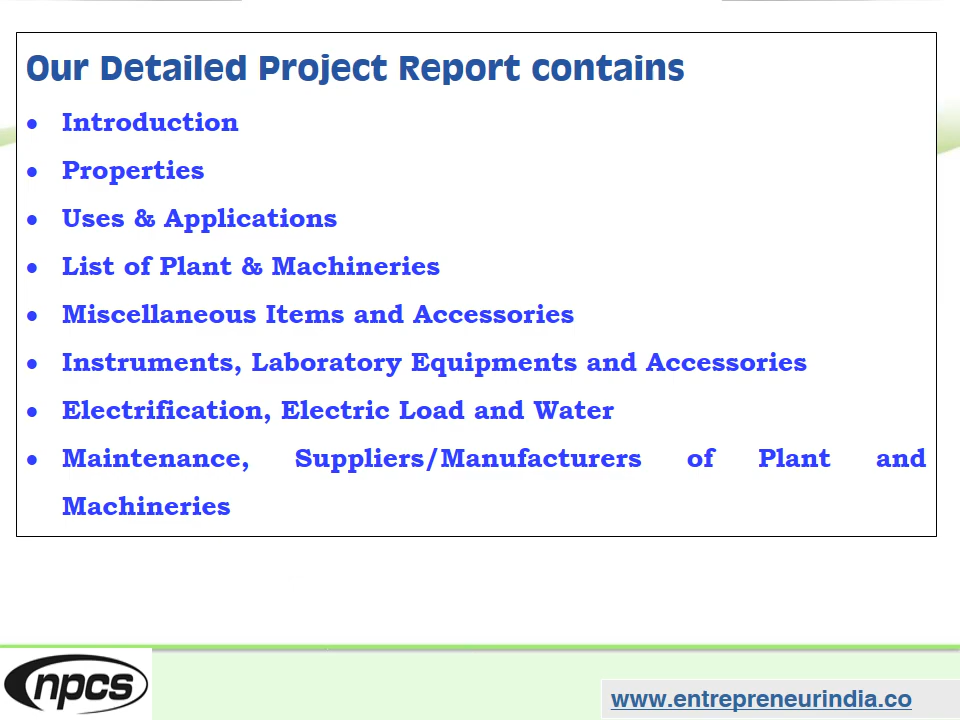 Our Detailed Project Report contains
• Introduction
• Properties
• Uses & Applications
• List of Plant & Machineries
• Miscellaneous Items and Accessories
• Instruments, Laboratory Equipments and Accessories
• Electrification, Electric Load and Water
• Maintenance, Suppliers/Manufacturers of Plant and
Machineries
npcs
www.entrepreneurindia.co